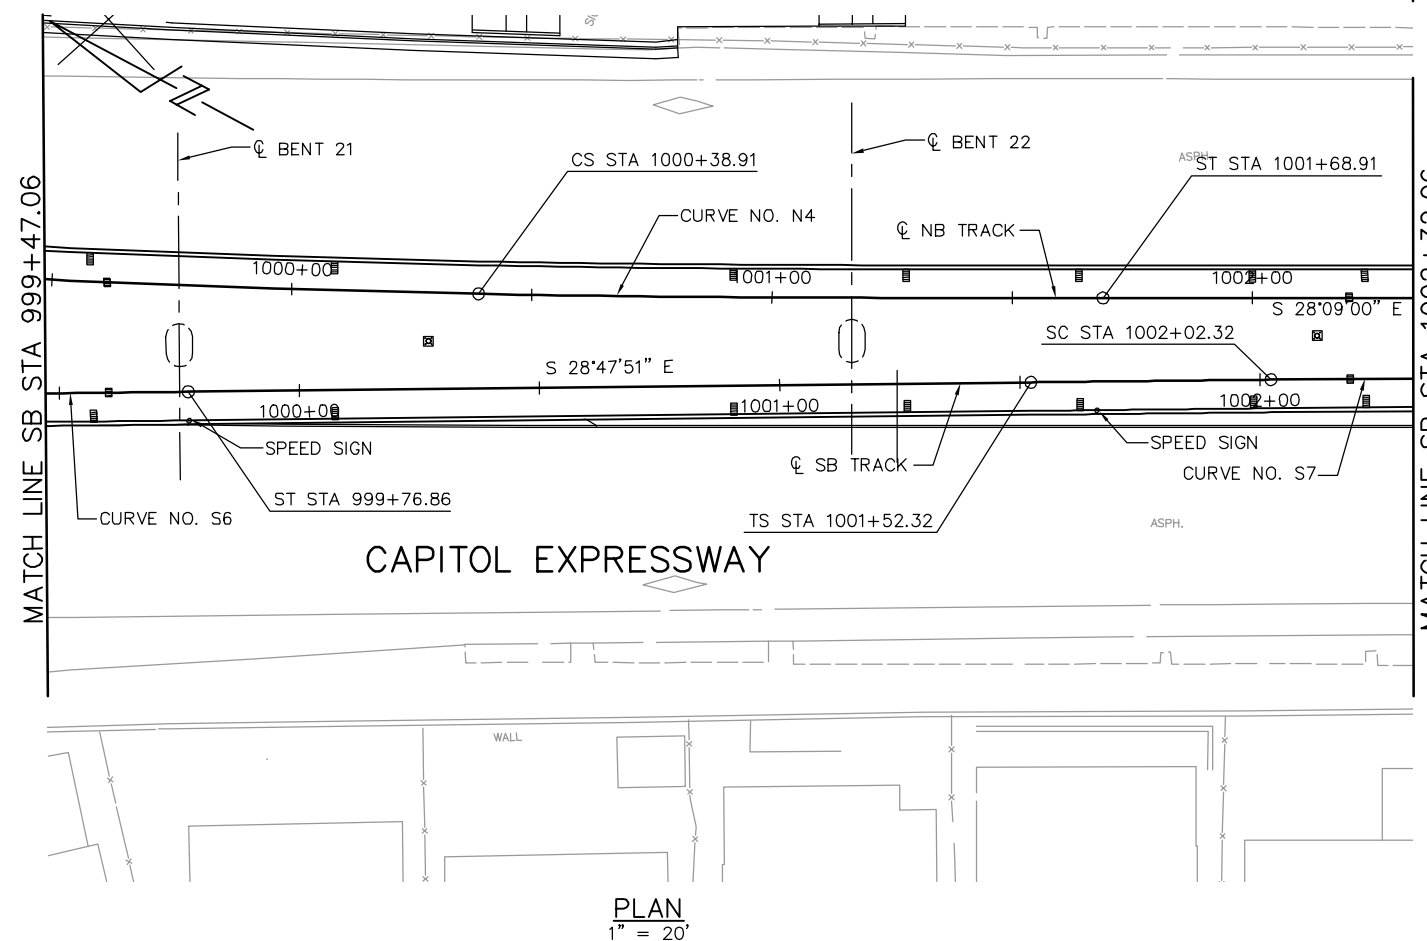 ℄ BENT 21
CS STA 1000+38.91
℄ BENT 22
ASPH.
ST STA 1001+68.91
CURVE NO. N4
℄ NB TRACK
1000+00
1001+00
1002+00
S 28°09'00" E
SC STA 1002+02.32
S 28°47'51" E
1000+00
1001+00
1002+00
SPEED SIGN
℄ SB TRACK
SPEED SIGN
CURVE NO. S7
ST STA 999+76.86
CURVE NO. S6
TS STA 1001+52.32
ASPH.
CAPITOL EXPRESSWAY
MATCH LINE SB STA 999+47.06
WALL
PLAN
1" = 20'